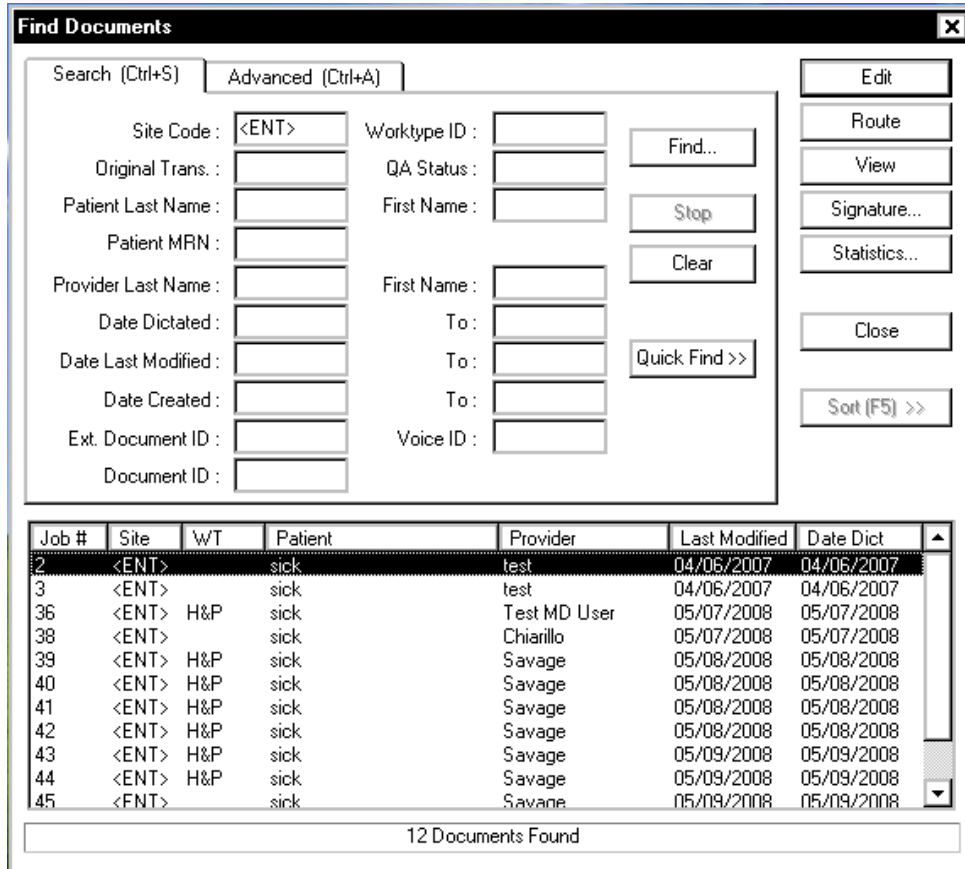 Find Documents
Search (Ctrl+S) Advanced (Ctrl+A) Edit
Site Code : <ENT> Worktype ID : Find... Route
Original Trans. : QA Status : View
Patient Last Name : First Name : Stop Signature...
Patient MRN : Clear Statistics...
Provider Last Name : First Name :
Date Dictated : To : Close
Date Last Modified : To : Quick Find >>
Date Created : To : Sort (F5) >>
Ext. Document ID : Voice ID :
Document ID :
Job # Site WT Patient Provider Last Modified Date Dict
2 <ENT> sick test 04/06/2007 04/06/2007
3 <ENT> sick test 04/06/2007 04/06/2007
36 <ENT> H&P sick Test MD User 05/07/2008 05/07/2008
38 <ENT> sick Chiarillo 05/07/2008 05/07/2008
39 <ENT> H&P sick Savage 05/08/2008 05/08/2008
40 <ENT> H&P sick Savage 05/08/2008 05/08/2008
41 <ENT> H&P sick Savage 05/08/2008 05/08/2008
42 <ENT> H&P sick Savage 05/08/2008 05/08/2008
43 <ENT> H&P sick Savage 05/09/2008 05/09/2008
44 <ENT> H&P sick Savage 05/09/2008 05/09/2008
45 <ENT> sick Savage 05/09/2008 05/09/2008
12 Documents Found